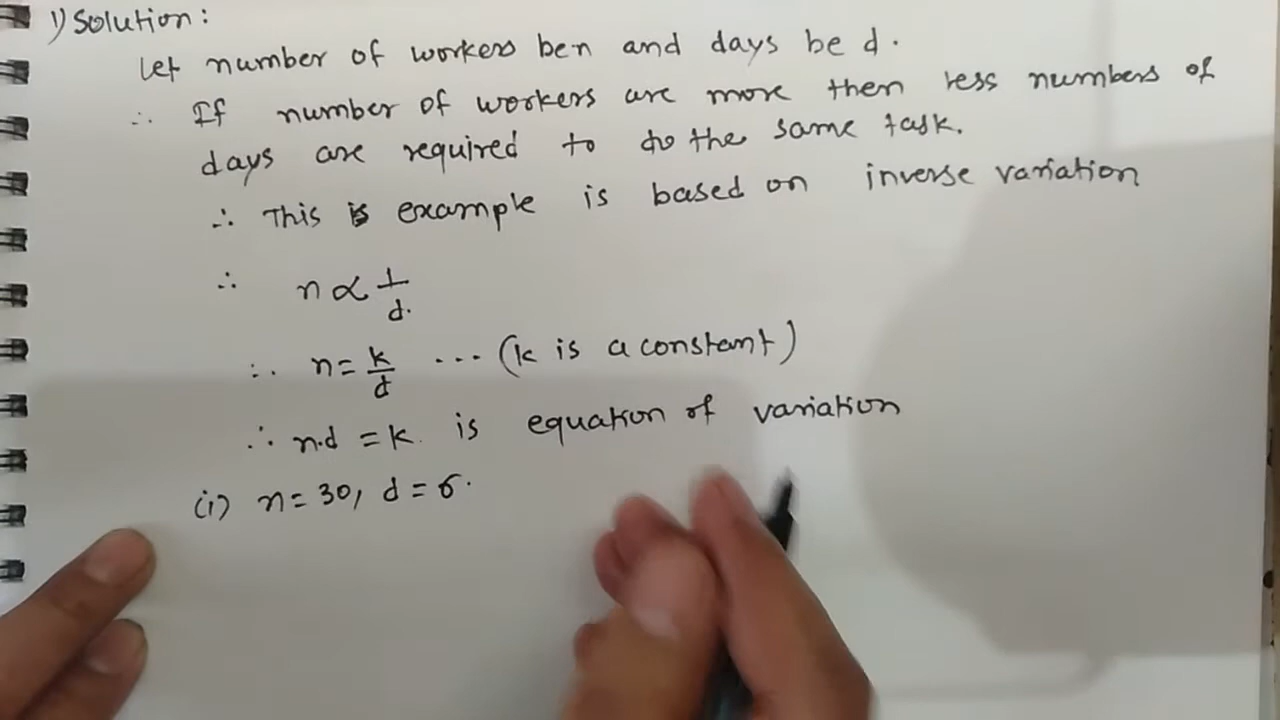 1) Solution:
Let number of workers be n and days be d.
∴ If number of workers are more then less numbers of
days are required to do the same task.
∴ This is example is based on inverse variation
∴ n ∝ 1/d.
∴ n = k/d ... (k is a constant)
∴ n.d = k. is equation of variation
(i) n = 30, d = 6.